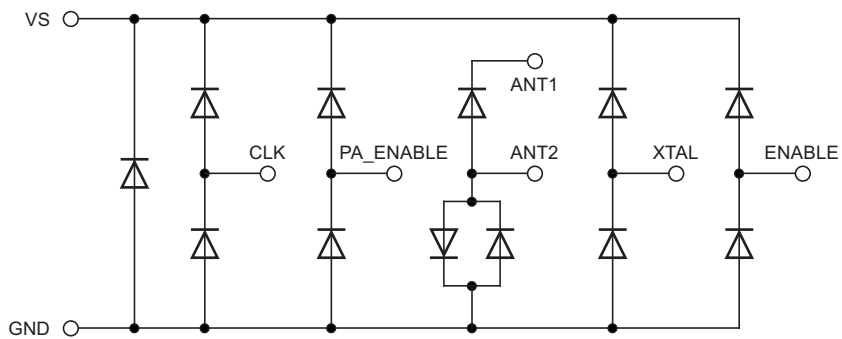 VS
ANT1
CLK
PA_ENABLE
ANT2
XTAL
ENABLE
GND